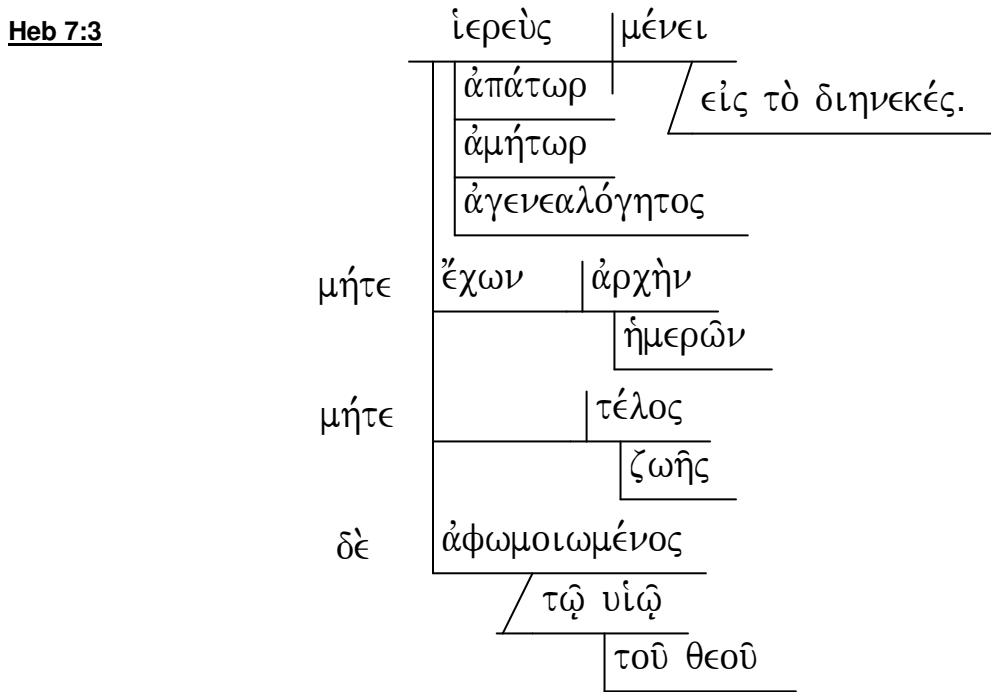 Heb 7:3
ἱερεὺς μένει
ἀπάτωρ
εἰς τὸ διηνεκές.
ἀμήτωρ
ἀγενεαλόγητος
μήτε ἔχων ἀρχὴν
ἡμερῶν
μήτε τέλος
ζωῆς
δὲ ἀφωμοιωμένος
τῷ υἱῷ
τοῦ θεοῦ